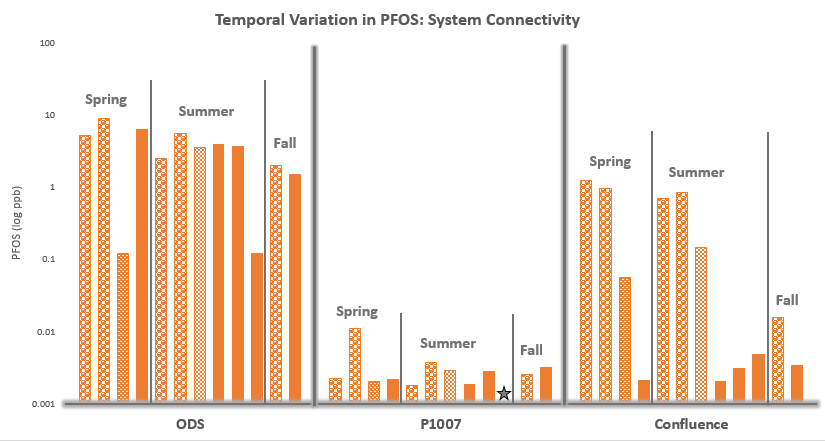 Temporal Variation in PFOS: System Connectivity
100
10
1
0.1
0.01
0.001
PFOS (log ppb)
Spring
Summer
Fall
Spring
Summer
Fall
Spring
Summer
Fall
ODS
P1007
Confluence